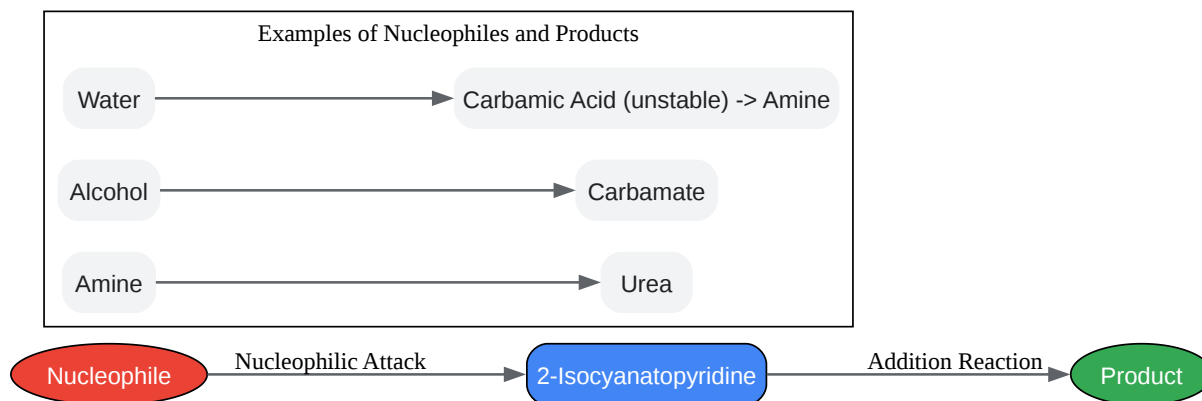 Examples of Nucleophiles and Products
Water
Carbamic Acid (unstable) -> Amine
Alcohol
Carbamate
Amine
Urea
Nucleophile
Nucleophilic Attack
2-Isocyanatopyridine
Addition Reaction
Product